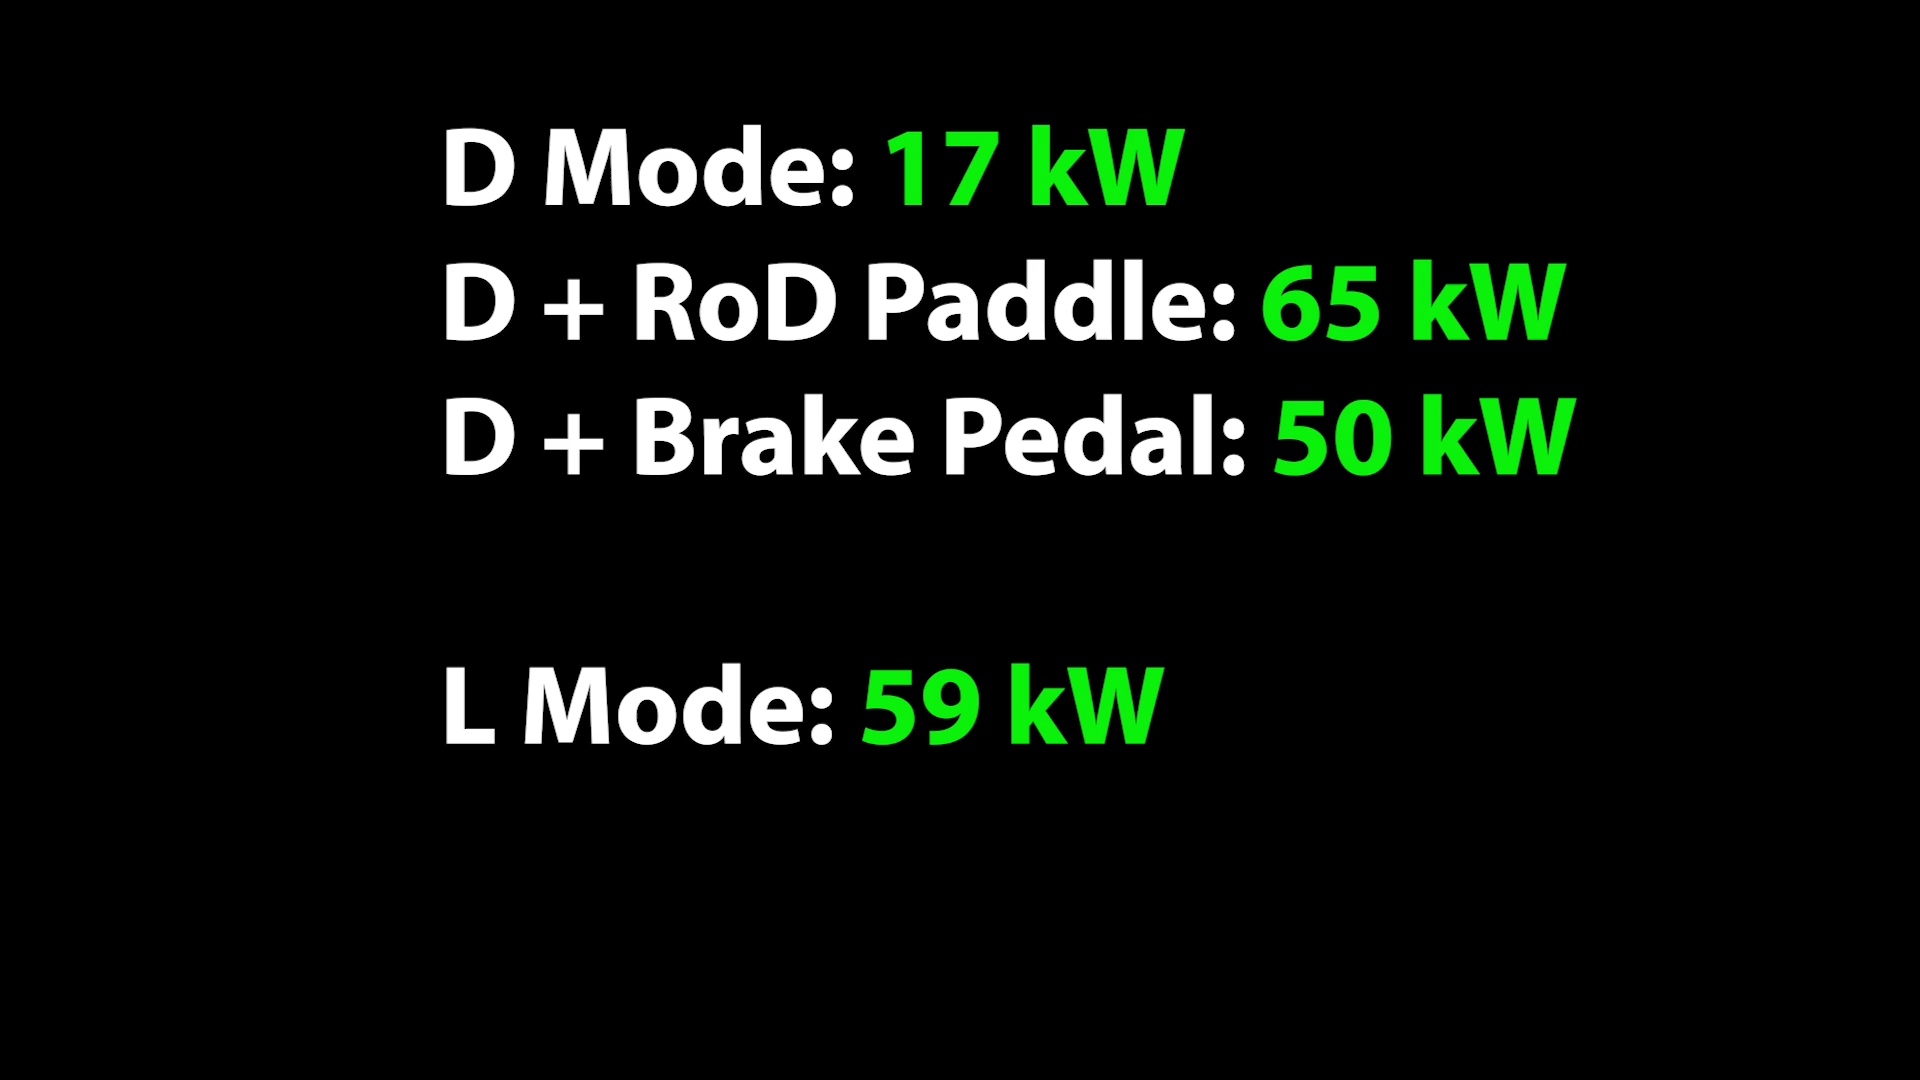 D Mode: 17 kW
D + RoD Paddle: 65 kW
D + Brake Pedal: 50 kW
L Mode: 59 kW